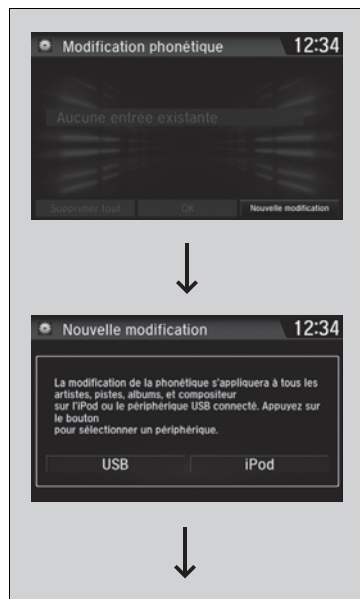 Modification phonétique 12:34
Aucune entrée existante
Supprimer tout OK Nouvelle modification
Nouvelle modification 12:34
La modification de la phonétique s'appliquera à tous les
artistes, pistes, albums, et compositeur
sur l'iPod ou le périphérique USB connecté. Appuyez sur
le bouton
pour sélectionner un périphérique.
USB iPod